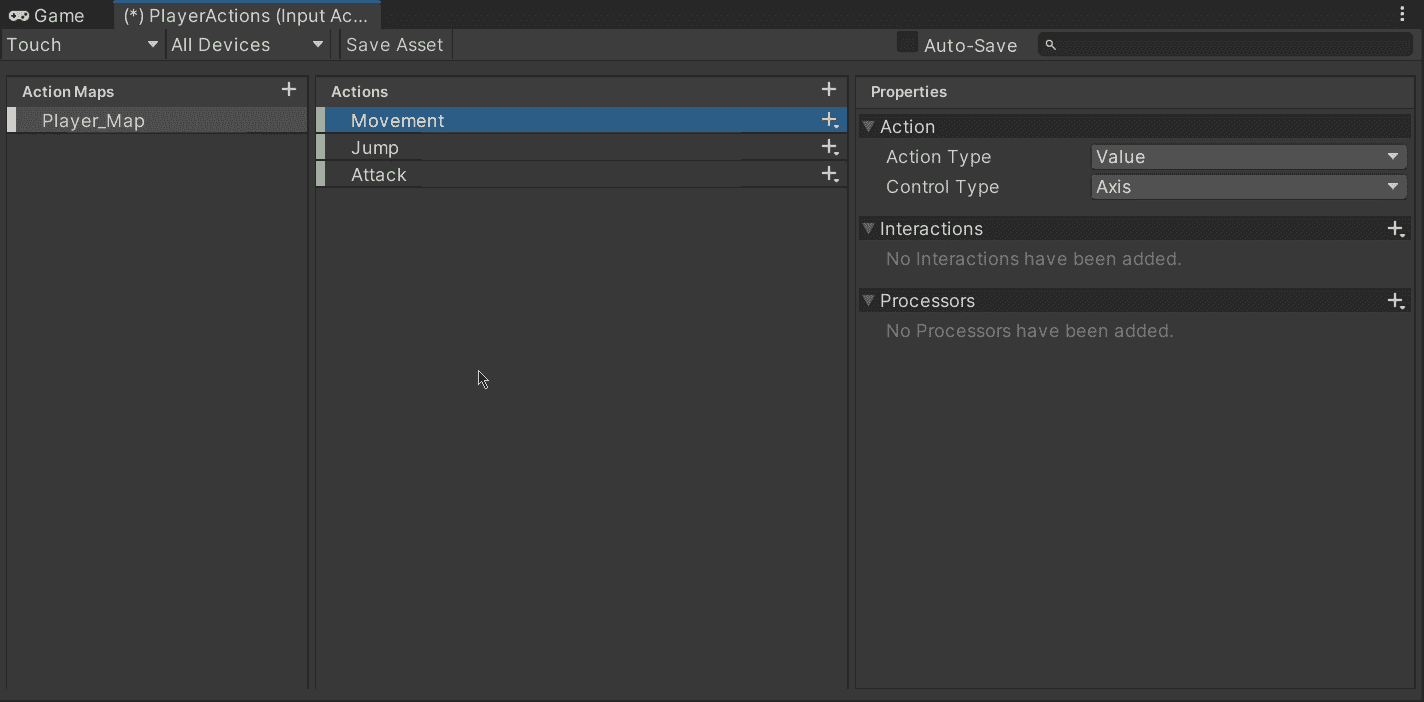 Game (*) PlayerActions (Input Ac...
Touch All Devices Save Asset Auto-Save
Action Maps
Player_Map
Actions
Movement
Jump
Attack
Properties
Action
Action Type Value
Control Type Axis
Interactions
No Interactions have been added.
Processors
No Processors have been added.